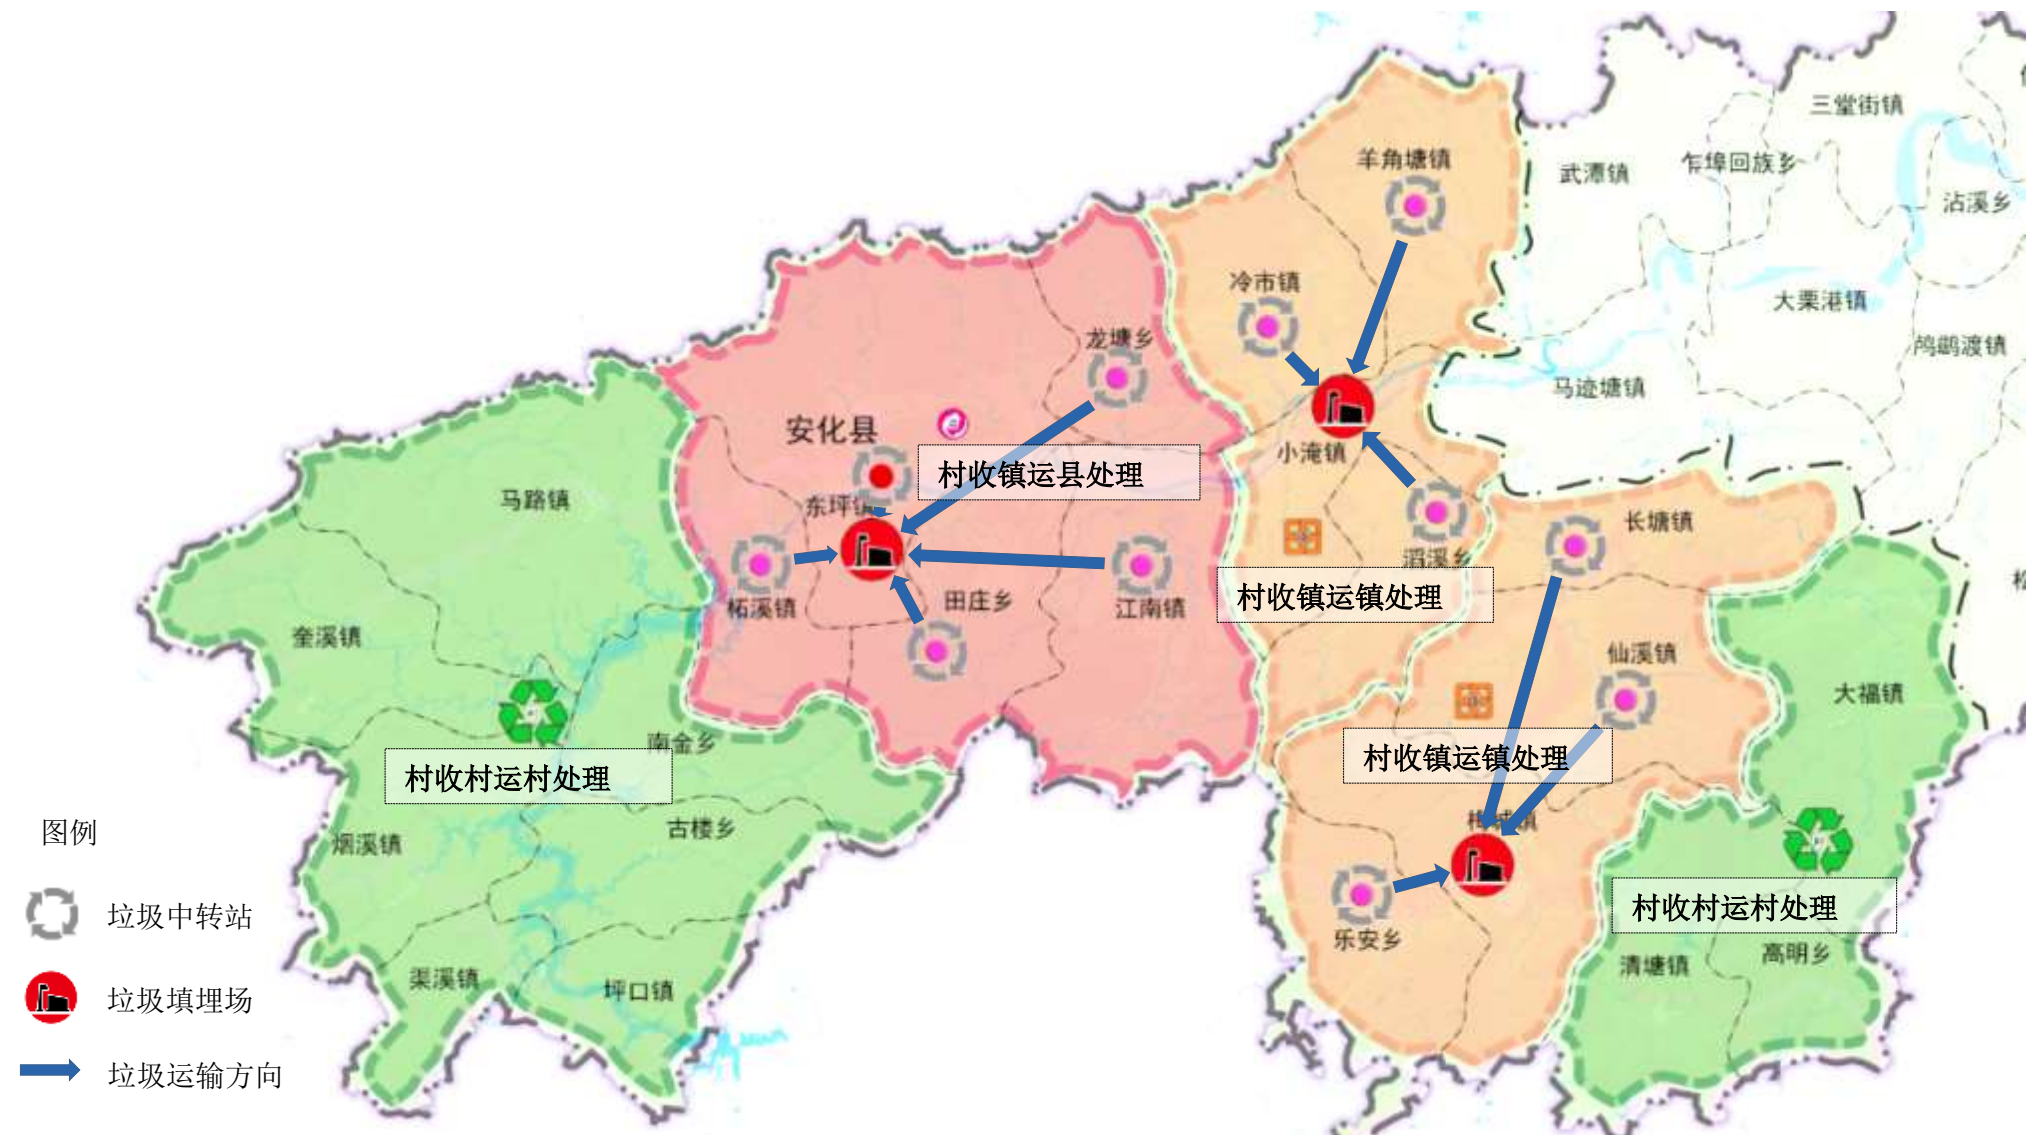 三堂街镇
羊角塘镇
武潭镇
鲊埠回族乡
沾溪乡
冷市镇
大栗港镇
龙塘乡
鸬鹚渡镇
马迹塘镇
安化县
小淹镇
村收镇运县处理
马路镇
东坪镇
长塘镇
滔溪乡
柘溪镇
田庄乡
江南镇
村收镇运镇处理
奎溪镇
仙溪镇
大福镇
南金乡
村收镇运镇处理
村收村运村处理
梅城镇
图例
古楼乡
烟溪镇
垃圾中转站
村收村运村处理
乐安乡
高明乡
清塘镇
渠溪镇
坪口镇
垃圾填埋场
垃圾运输方向